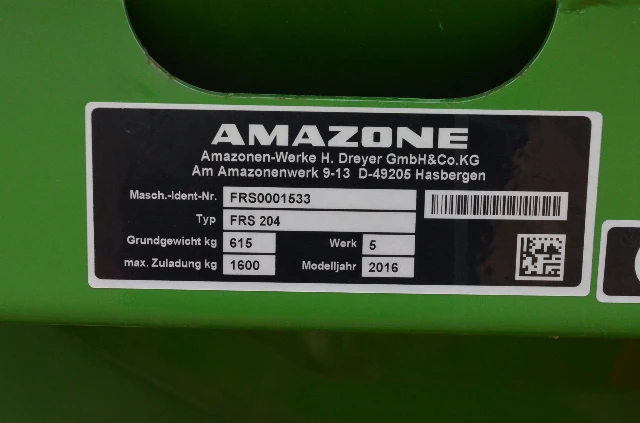 AMAZONE
Amazonen-Werke H. Dreyer GmbH&Co.KG
Am Amazonenwerk 9-13 D-49205 Hasbergen
Masch.-Ident-Nr. FRS0001533
Typ FRS 204
Grundgewicht kg 615 Werk 5
max. Zuladung kg 1600 Modelljahr 2016